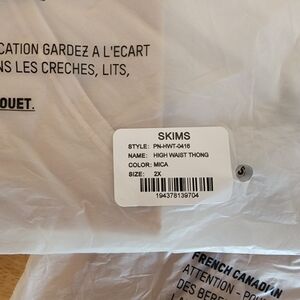 CATION GARDEZ A L'ECART
NS LES CRECHES, LITS,
OUET.
SKIMS
STYLE: PN-HWT-0416
NAME: HIGH WAIST THONG
COLOR: MICA
SIZE: 2X
194378139704
S
FRENCH CANADIAN
ATTENTION - POU
DES BEBE